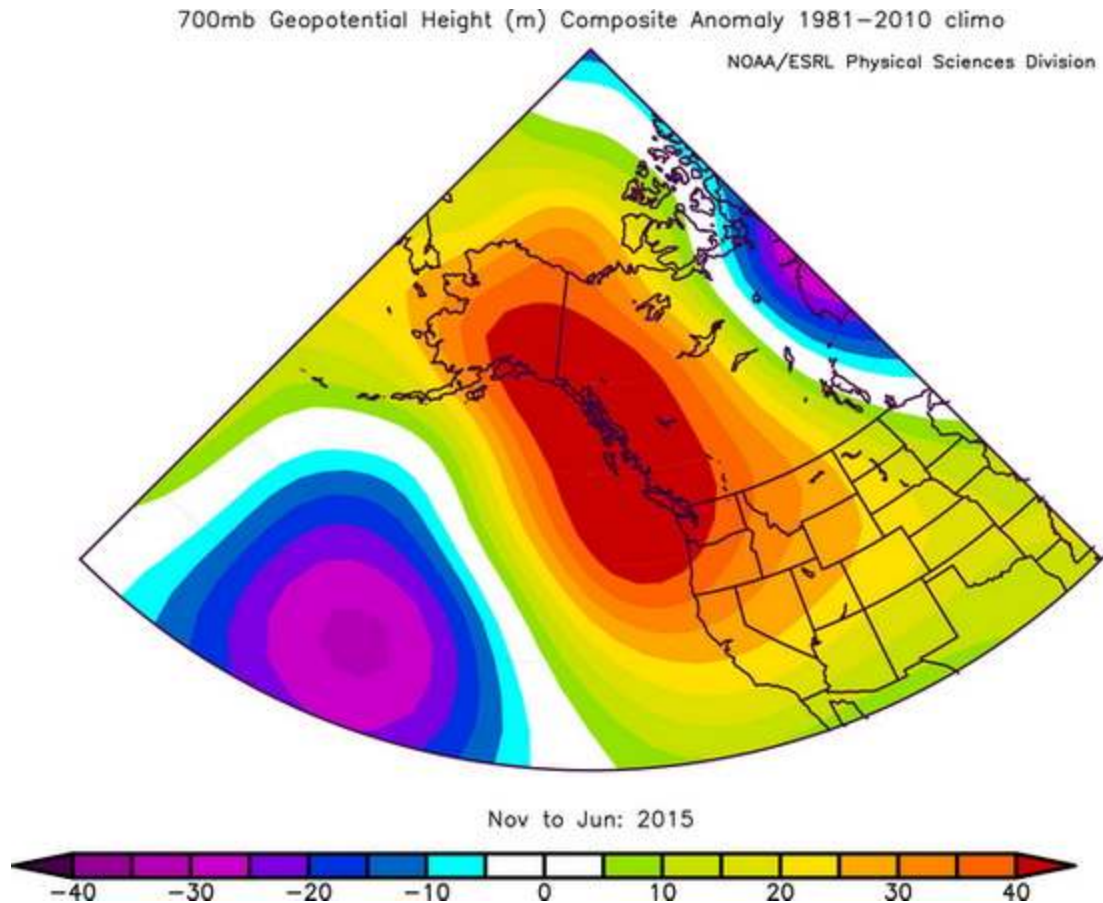 700mb Geopotential Height (m) Composite Anomaly 1981−2010 climo
NOAA/ESRL Physical Sciences Division
Nov to Jun: 2015
−40 −30 −20 −10 0 10 20 30 40